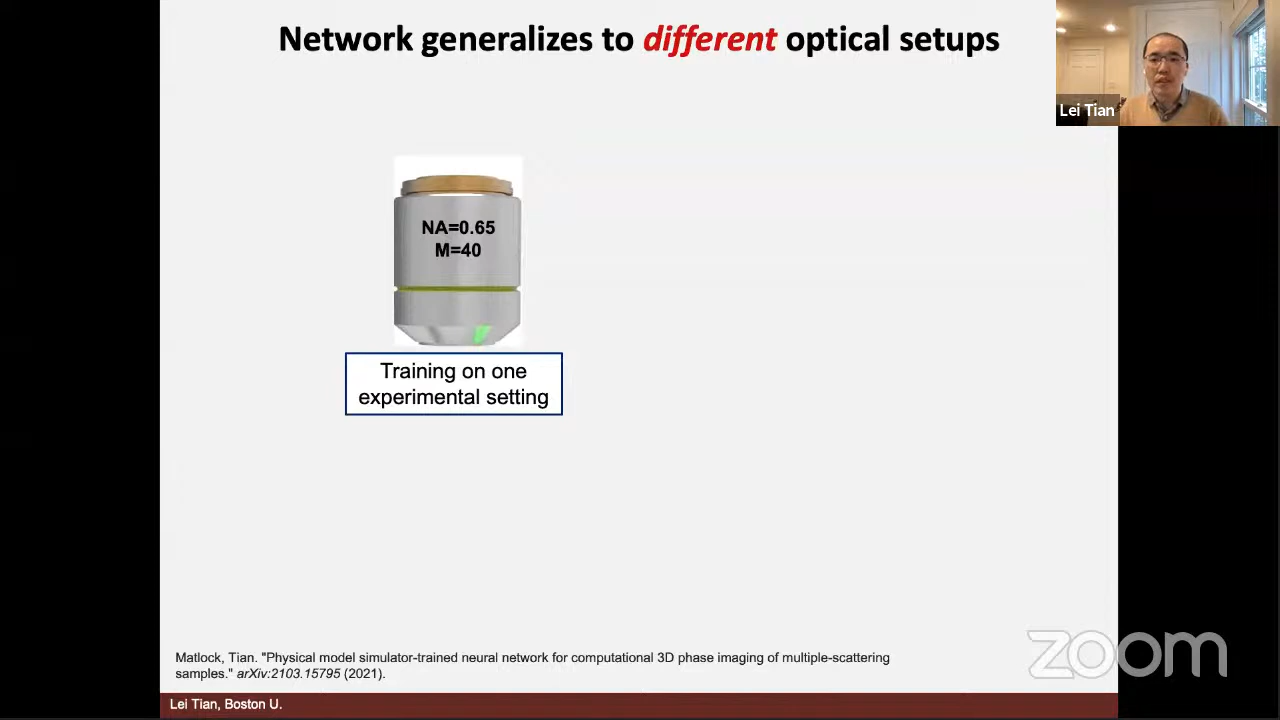 Network generalizes to different optical setups
Lei Tian
NA=0.65
M=40
Training on one
experimental setting
Matlock, Tian. "Physical model simulator-trained neural network for computational 3D phase imaging of multiple-scattering
samples." arXiv:2103.15795 (2021).
zoom
Lei Tian, Boston U.